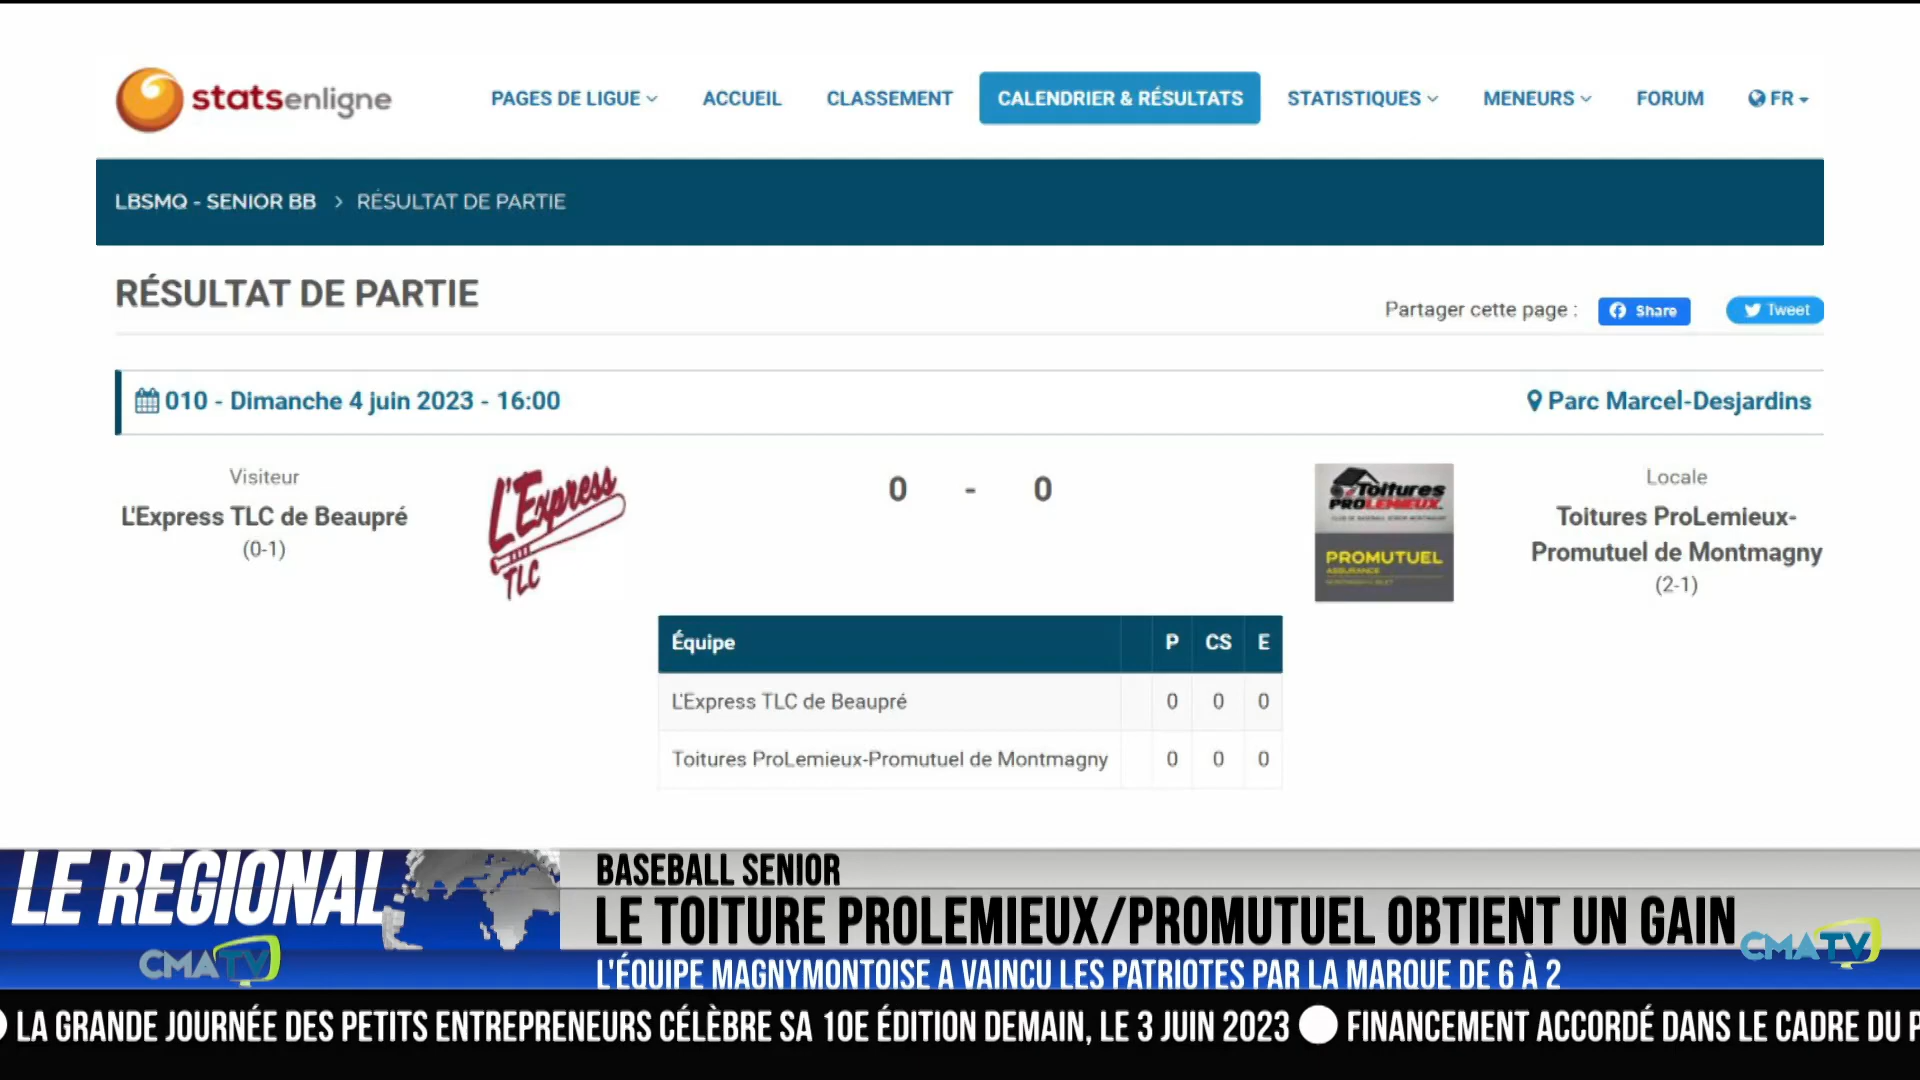 statsenligne
PAGES DE LIGUE
ACCUEIL
CLASSEMENT
CALENDRIER & RÉSULTATS
STATISTIQUES
MENEURS
FORUM
FR
LBSMQ - SENIOR BB > RÉSULTAT DE PARTIE
RÉSULTAT DE PARTIE
Partager cette page :
Share
Tweet
010 - Dimanche 4 juin 2023 - 16:00
Parc Marcel-Desjardins
Visiteur
L'Express TLC de Beaupré
(0-1)
L'Express
TLC
0 - 0
Toitures
PROLEMIEUX
PROMUTUEL
ASSURANCE
Locale
Toitures ProLemieux-
Promutuel de Montmagny
(2-1)
Équipe P CS E
L'Express TLC de Beaupré 0 0 0
Toitures ProLemieux-Promutuel de Montmagny 0 0 0
LE RÉGIONAL
CMATV
BASEBALL SENIOR
LE TOITURE PROLEMIEUX/PROMUTUEL OBTIENT UN GAIN
CMATV
L'ÉQUIPE MAGNYMONTOISE A VAINCU LES PATRIOTES PAR LA MARQUE DE 6 À 2
LA GRANDE JOURNÉE DES PETITS ENTREPRENEURS CÉLÈBRE SA 10E ÉDITION DEMAIN, LE 3 JUIN 2023 FINANCEMENT ACCORDÉ DANS LE CADRE DU P